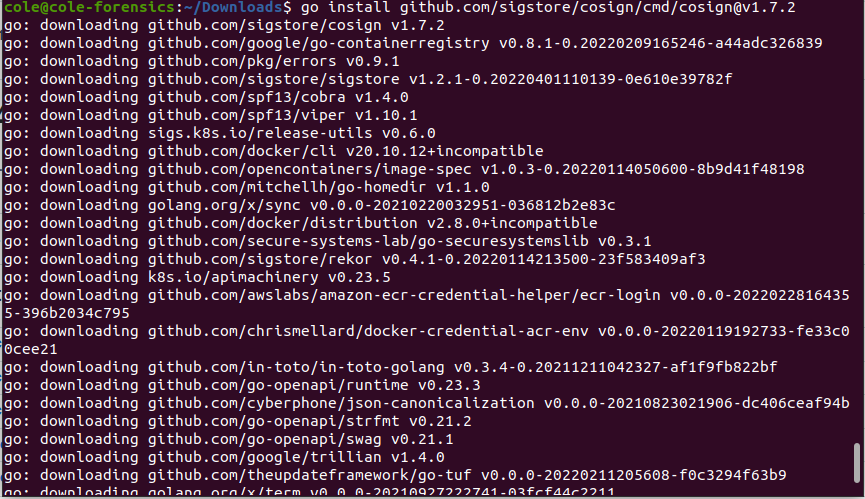 cole@cole-forensics:~/Downloads$ go install github.com/sigstore/cosign/cmd/cosign@v1.7.2
go: downloading github.com/sigstore/cosign v1.7.2
go: downloading github.com/google/go-containerregistry v0.8.1-0.20220209165246-a44adc326839
go: downloading github.com/pkg/errors v0.9.1
go: downloading github.com/sigstore/sigstore v1.2.1-0.20220401110139-0e610e39782f
go: downloading github.com/spf13/cobra v1.4.0
go: downloading github.com/spf13/viper v1.10.1
go: downloading sigs.k8s.io/release-utils v0.6.0
go: downloading github.com/docker/cli v20.10.12+incompatible
go: downloading github.com/opencontainers/image-spec v1.0.3-0.20220114050600-8b9d41f48198
go: downloading github.com/mitchellh/go-homedir v1.1.0
go: downloading golang.org/x/sync v0.0.0-20210220032951-036812b2e83c
go: downloading github.com/docker/distribution v2.8.0+incompatible
go: downloading github.com/secure-systems-lab/go-securesystemslib v0.3.1
go: downloading github.com/sigstore/rekor v0.4.1-0.20220114213500-23f583409af3
go: downloading k8s.io/apimachinery v0.23.5
go: downloading github.com/awslabs/amazon-ecr-credential-helper/ecr-login v0.0.0-2022022816435
5-396b2034c795
go: downloading github.com/chrismellard/docker-credential-acr-env v0.0.0-20220119192733-fe33c0
0cee21
go: downloading github.com/in-toto/in-toto-golang v0.3.4-0.20211211042327-af1f9fb822bf
go: downloading github.com/go-openapi/runtime v0.23.3
go: downloading github.com/cyberphone/json-canonicalization v0.0.0-20210823021906-dc406ceaf94b
go: downloading github.com/go-openapi/strfmt v0.21.2
go: downloading github.com/go-openapi/swag v0.21.1
go: downloading github.com/google/trillian v1.4.0
go: downloading github.com/theupdateframework/go-tuf v0.0.0-20220211205608-f0c3294f63b9
go: downloading golang.org/x/term v0.0.0-20210927222741-03fcf44c2211